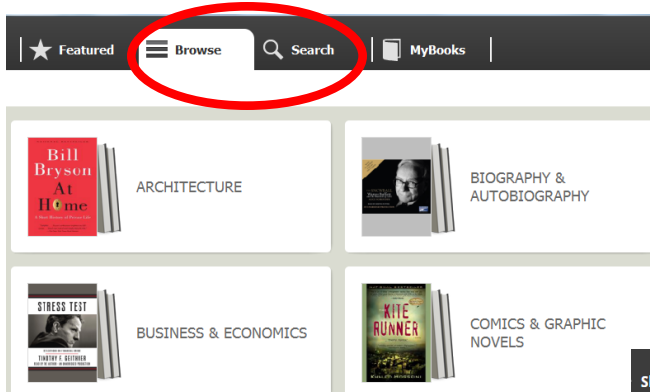 Featured
Browse
Search
MyBooks
Bill
Bryson
At
Home
ARCHITECTURE
BIOGRAPHY &
AUTOBIOGRAPHY
STRESS TEST
TIMOTHY F. GEITHNER
BUSINESS & ECONOMICS
THE
KITE
RUNNER
COMICS & GRAPHIC
NOVELS
S